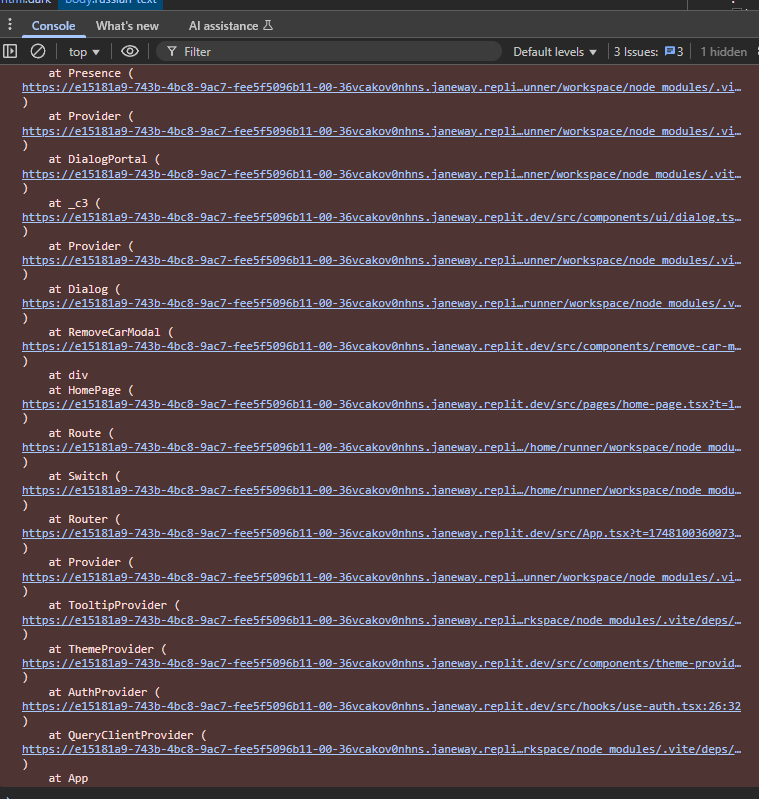 html.dark body.russian-text
Console What's new AI assistance
top Filter Default levels 3 Issues: 3 1 hidden
at Presence (
https://e15181a9-743b-4bc8-9ac7-fee5f5096b11-00-36vcakov0nhns.janeway.repli…unner/workspace/node_modules/.vi…
)
at Provider (
https://e15181a9-743b-4bc8-9ac7-fee5f5096b11-00-36vcakov0nhns.janeway.repli…unner/workspace/node_modules/.vi…
)
at DialogPortal (
https://e15181a9-743b-4bc8-9ac7-fee5f5096b11-00-36vcakov0nhns.janeway.repli…nner/workspace/node_modules/.vit…
)
at _c3 (
https://e15181a9-743b-4bc8-9ac7-fee5f5096b11-00-36vcakov0nhns.janeway.replit.dev/src/components/ui/dialog.ts…
)
at Provider (
https://e15181a9-743b-4bc8-9ac7-fee5f5096b11-00-36vcakov0nhns.janeway.repli…unner/workspace/node_modules/.vi…
)
at Dialog (
https://e15181a9-743b-4bc8-9ac7-fee5f5096b11-00-36vcakov0nhns.janeway.repli…runner/workspace/node_modules/.v…
)
at RemoveCarModal (
https://e15181a9-743b-4bc8-9ac7-fee5f5096b11-00-36vcakov0nhns.janeway.replit.dev/src/components/remove-car-m…
)
at div
at HomePage (
https://e15181a9-743b-4bc8-9ac7-fee5f5096b11-00-36vcakov0nhns.janeway.replit.dev/src/pages/home-page.tsx?t=1…
)
at Route (
https://e15181a9-743b-4bc8-9ac7-fee5f5096b11-00-36vcakov0nhns.janeway.repli…/home/runner/workspace/node_modu…
)
at Switch (
https://e15181a9-743b-4bc8-9ac7-fee5f5096b11-00-36vcakov0nhns.janeway.repli…/home/runner/workspace/node_modu…
)
at Router (
https://e15181a9-743b-4bc8-9ac7-fee5f5096b11-00-36vcakov0nhns.janeway.replit.dev/src/App.tsx?t=1748100360073…
)
at Provider (
https://e15181a9-743b-4bc8-9ac7-fee5f5096b11-00-36vcakov0nhns.janeway.repli…unner/workspace/node_modules/.vi…
)
at TooltipProvider (
https://e15181a9-743b-4bc8-9ac7-fee5f5096b11-00-36vcakov0nhns.janeway.repli…rkspace/node_modules/.vite/deps/…
)
at ThemeProvider (
https://e15181a9-743b-4bc8-9ac7-fee5f5096b11-00-36vcakov0nhns.janeway.replit.dev/src/components/theme-provid…
)
at AuthProvider (
https://e15181a9-743b-4bc8-9ac7-fee5f5096b11-00-36vcakov0nhns.janeway.replit.dev/src/hooks/use-auth.tsx:26:32
)
at QueryClientProvider (
https://e15181a9-743b-4bc8-9ac7-fee5f5096b11-00-36vcakov0nhns.janeway.repli…rkspace/node_modules/.vite/deps/…
)
at App